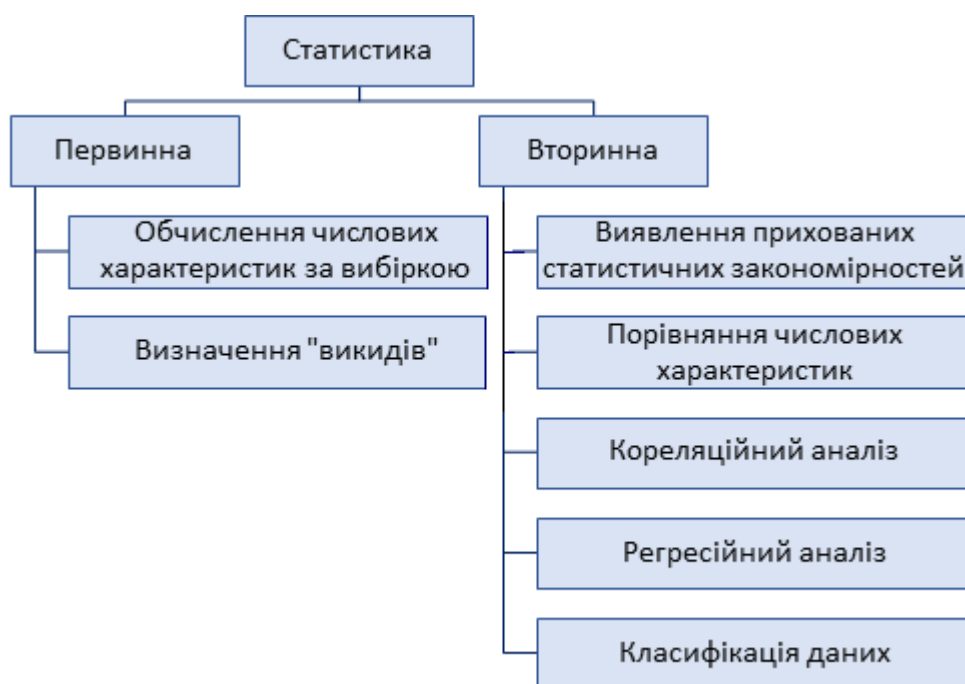 Статистика
Первинна
Обчислення числових
характеристик за вибіркою
Визначення "викидів"
Вторинна
Виявлення прихованих
статистичних закономірностей
Порівняння числових
характеристик
Кореляційний аналіз
Регресійний аналіз
Класифікація даних